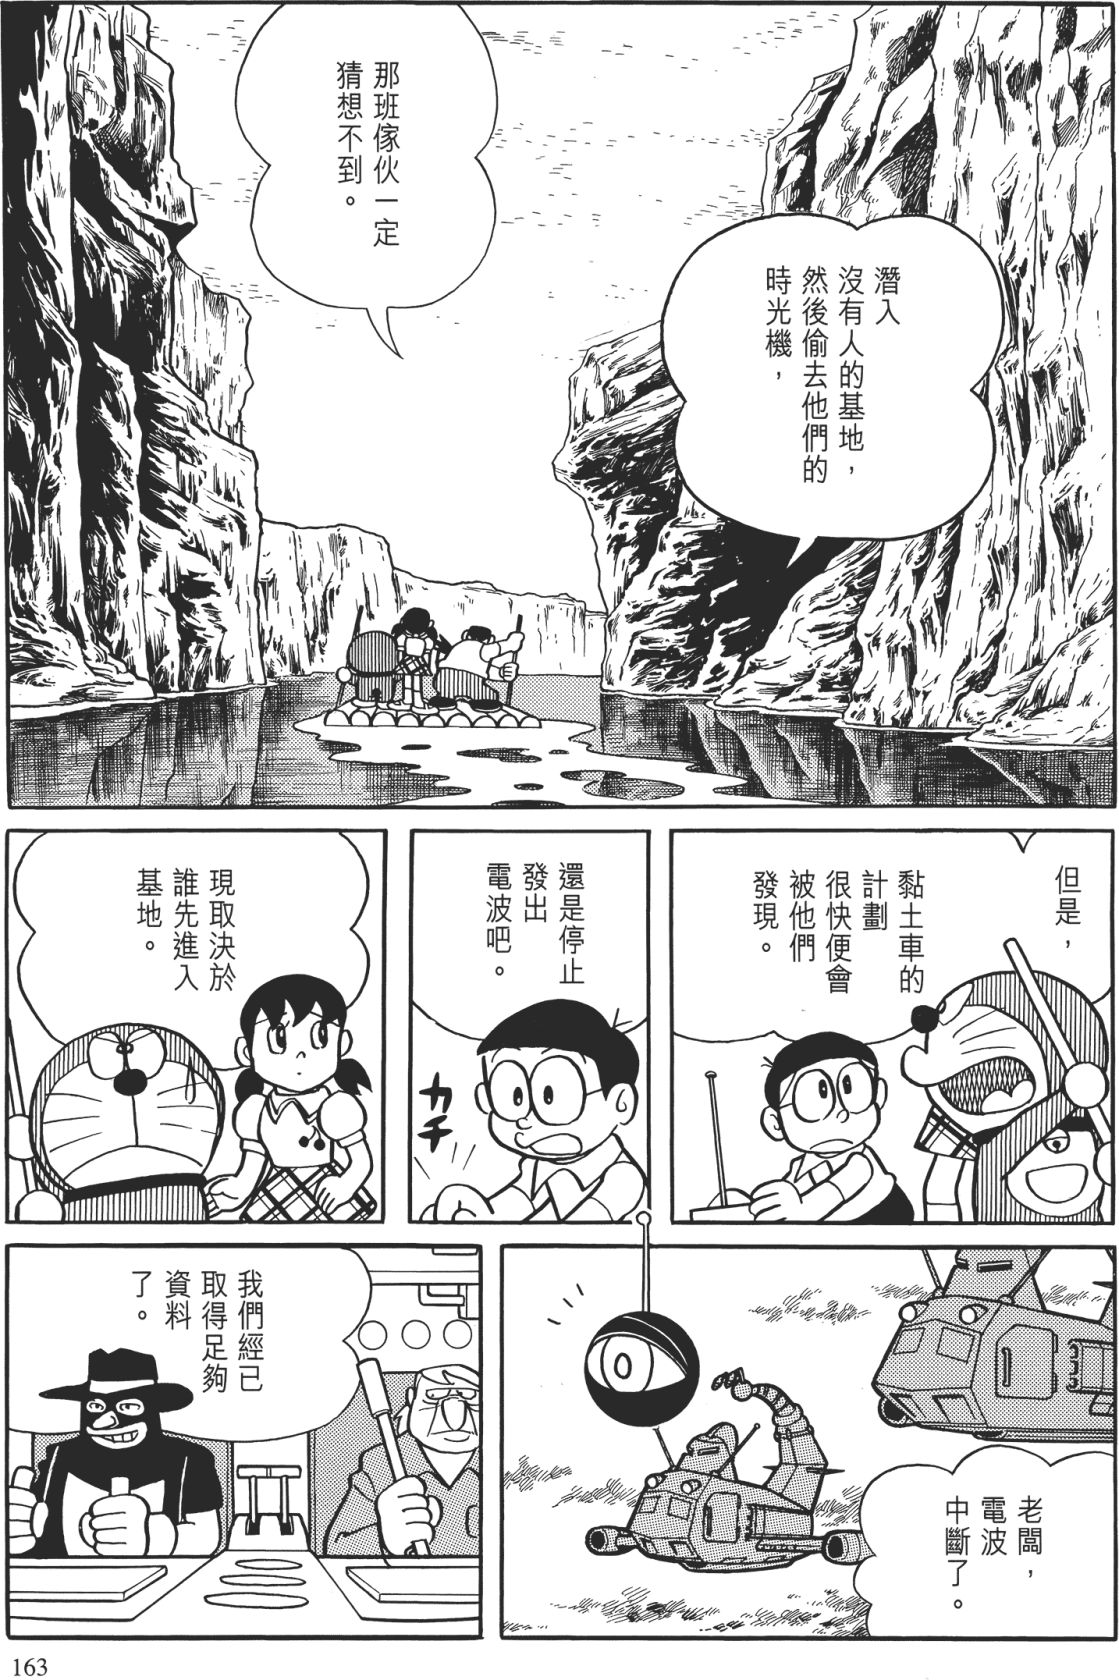 潛入
沒有人的基地，
然後偷去他們的
時光機，
那班傢伙一定
猜想不到。
但是，
黏土車的
計劃
很快便會
被他們
發現。
還是停止
發出
電波吧。
カチ
現取決於
誰先進入
基地。
老闆，
電波
中斷了。
我們經已
取得足夠
資料
了。
163